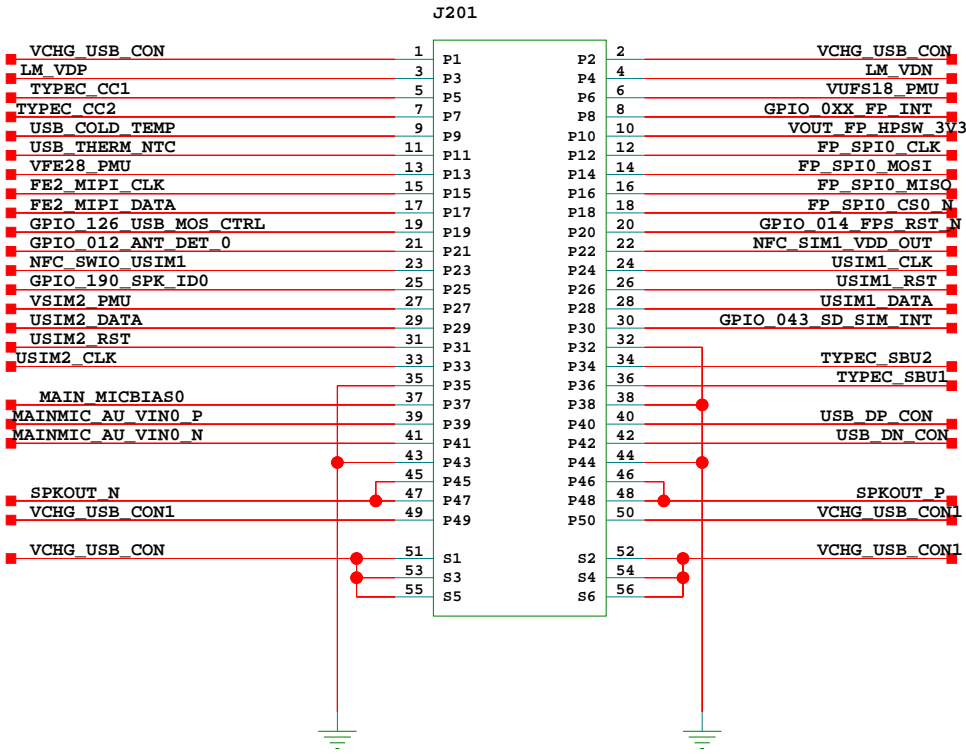 J201
VCHG_USB_CON 1 P1 P2 2 VCHG_USB_CON
LM_VDP 3 P3 P4 4 LM_VDN
TYPEC_CC1 5 P5 P6 6 VUFS18_PMU
TYPEC_CC2 7 P7 P8 8 GPIO_0XX_FP_INT
USB_COLD_TEMP 9 P9 P10 10 VOUT_FP_HPSW_3V3
USB_THERM_NTC 11 P11 P12 12 FP_SPI0_CLK
VFE28_PMU 13 P13 P14 14 FP_SPI0_MOSI
FE2_MIPI_CLK 15 P15 P16 16 FP_SPI0_MISO
FE2_MIPI_DATA 17 P17 P18 18 FP_SPI0_CS0_N
GPIO_126_USB_MOS_CTRL 19 P19 P20 20 GPIO_014_FPS_RST_N
GPIO_012_ANT_DET_0 21 P21 P22 22 NFC_SIM1_VDD_OUT
NFC_SWIO_USIM1 23 P23 P24 24 USIM1_CLK
GPIO_190_SPK_ID0 25 P25 P26 26 USIM1_RST
VSIM2_PMU 27 P27 P28 28 USIM1_DATA
USIM2_DATA 29 P29 P30 30 GPIO_043_SD_SIM_INT
USIM2_RST 31 P31 P32 32
USIM2_CLK 33 P33 P34 34 TYPEC_SBU2
35 P35 P36 36 TYPEC_SBU1
MAIN_MICBIAS0 37 P37 P38 38
MAINMIC_AU_VIN0_P 39 P39 P40 40 USB_DP_CON
MAINMIC_AU_VIN0_N 41 P41 P42 42 USB_DN_CON
43 P43 P44 44
45 P45 P46 46
SPKOUT_N 47 P47 P48 48 SPKOUT_P
VCHG_USB_CON1 49 P49 P50 50 VCHG_USB_CON1
VCHG_USB_CON 51 S1 S2 52 VCHG_USB_CON1
53 S3 S4 54
55 S5 S6 56